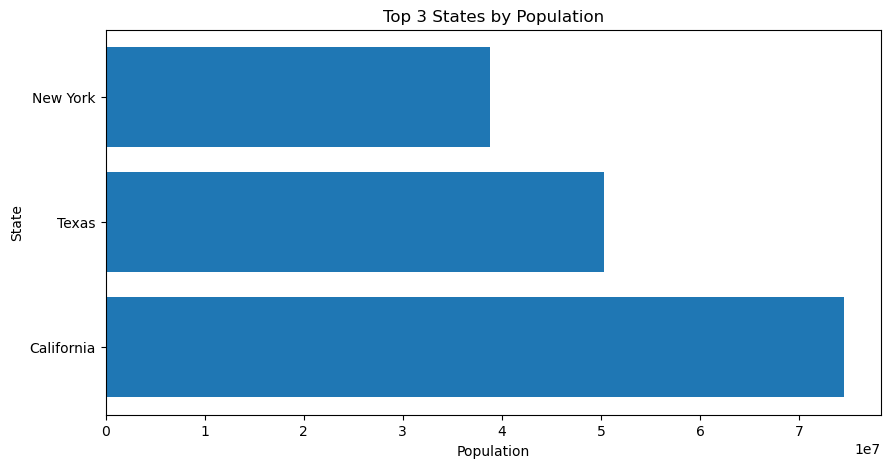 Top 3 States by Population
State
New York
Texas
California
0 1 2 3 4 5 6 7
1e7
Population